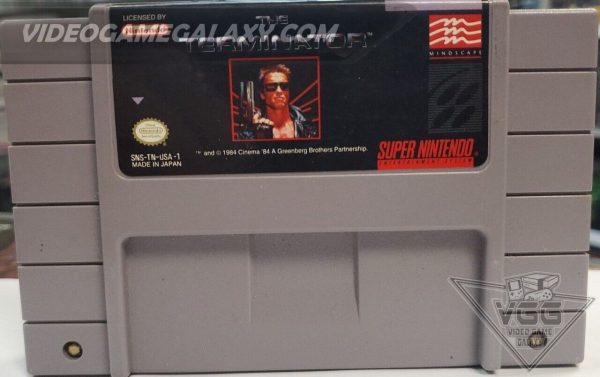 VIDEOGAMEGALAXY.COM
LICENSED BY
Nintendo
THE
TERMINATOR
MINDSCAPE
SNS-TN-USA-1
MADE IN JAPAN
™ and © 1984 Cinema '84 A Greenberg Brothers Partnership.
SUPER NINTENDO
ENTERTAINMENT SYSTEM
VGG
VIDEO GAME